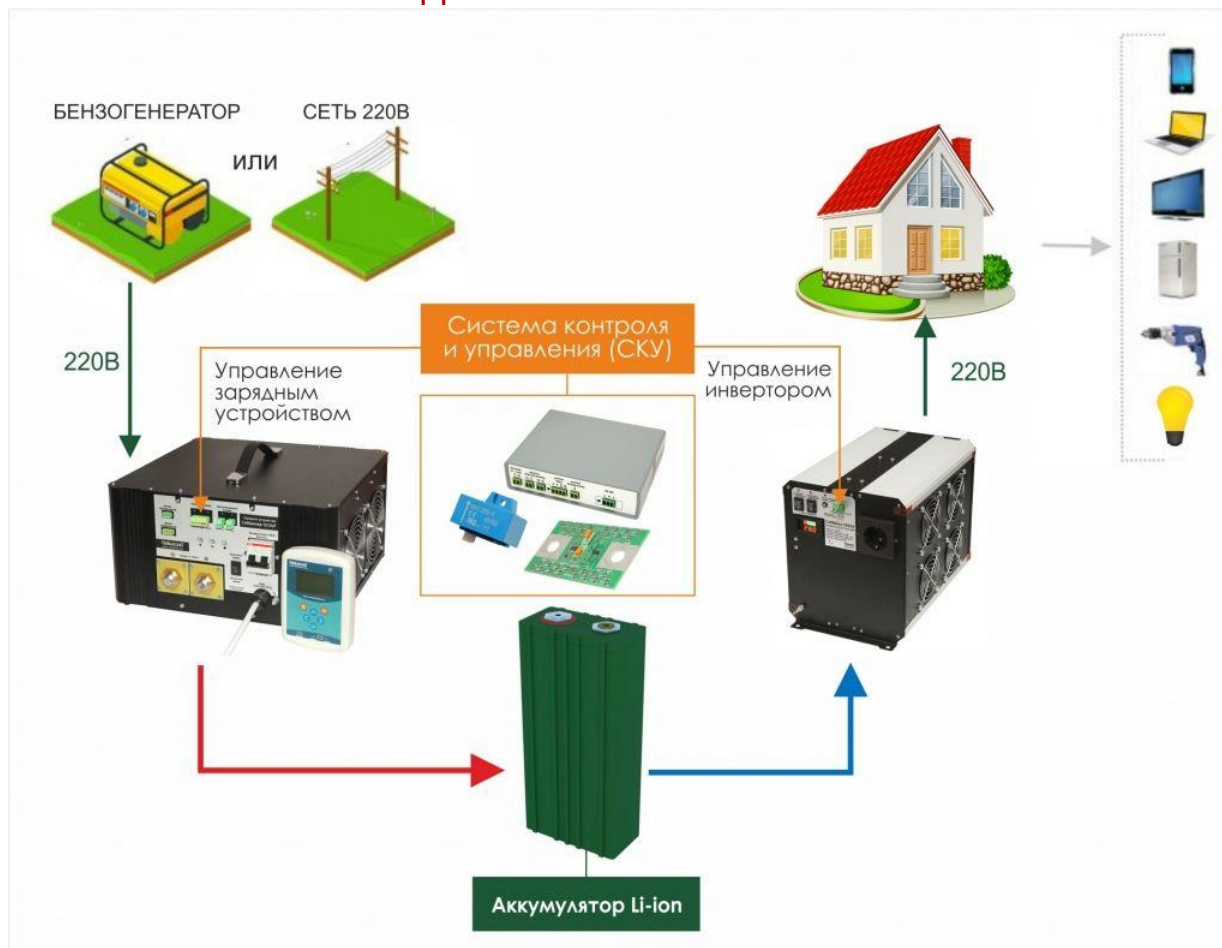 БЕНЗОГЕНЕРАТОР
СЕТЬ 220В
ИЛИ
Система контроля
и управления (СКУ)
220В
Управление
зарядным
устройством
Управление
инвертором
220В
Аккумулятор Li-ion